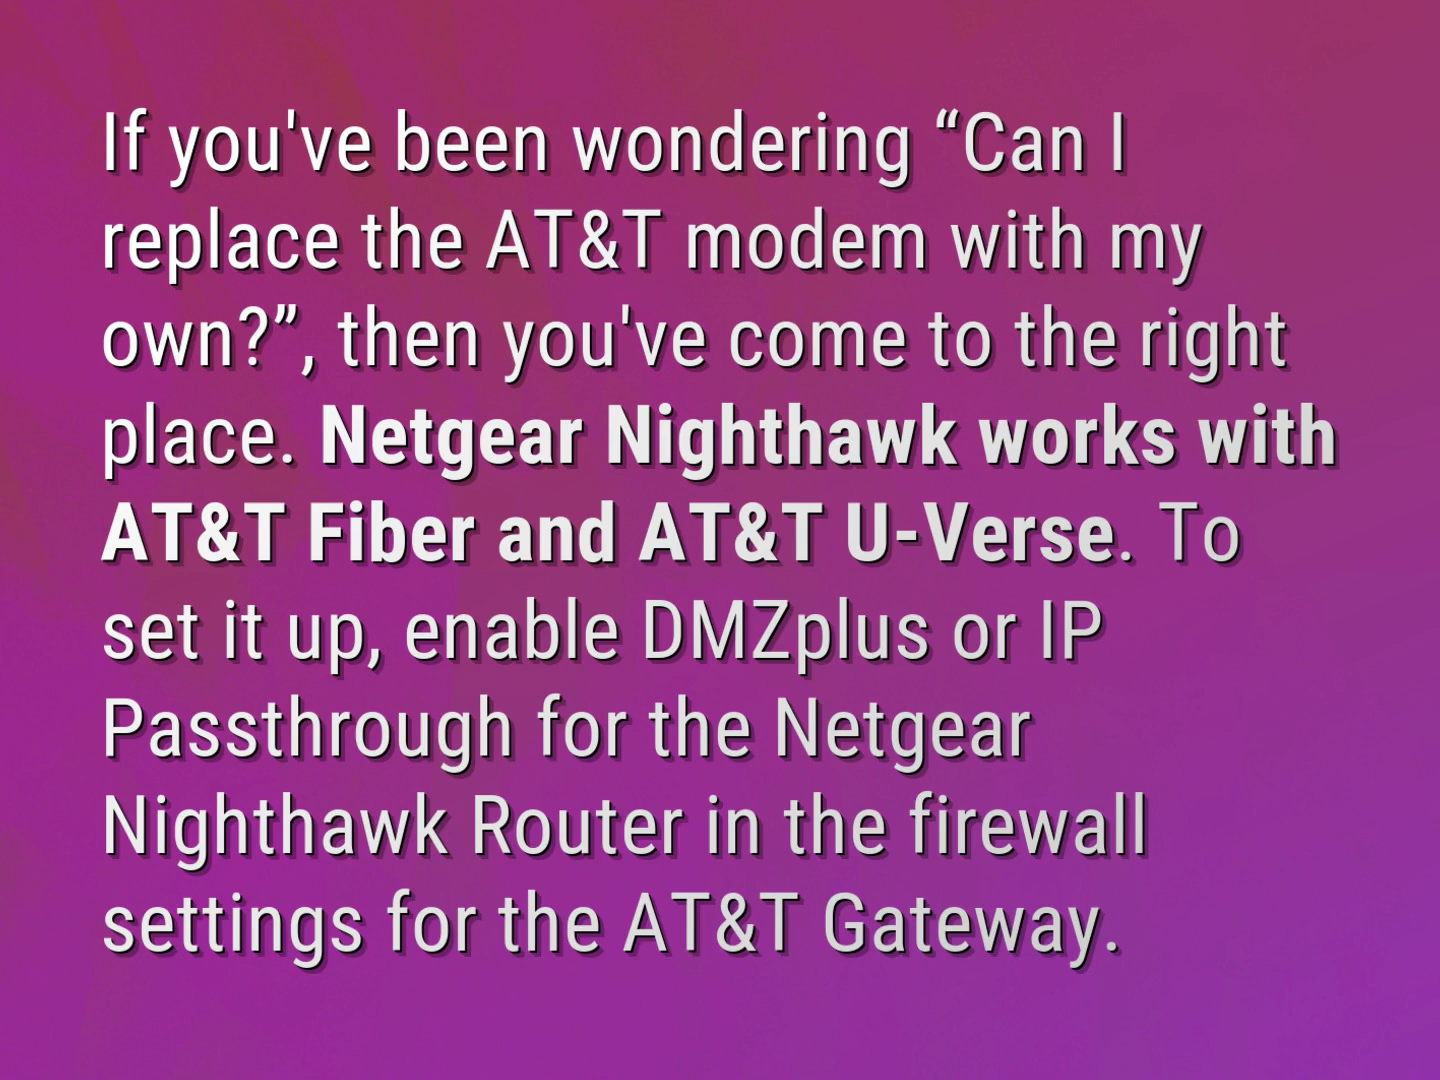 If you've been wondering “Can I
replace the AT&T modem with my
own?”, then you've come to the right
place. Netgear Nighthawk works with
AT&T Fiber and AT&T U-Verse. To
set it up, enable DMZplus or IP
Passthrough for the Netgear
Nighthawk Router in the firewall
settings for the AT&T Gateway.